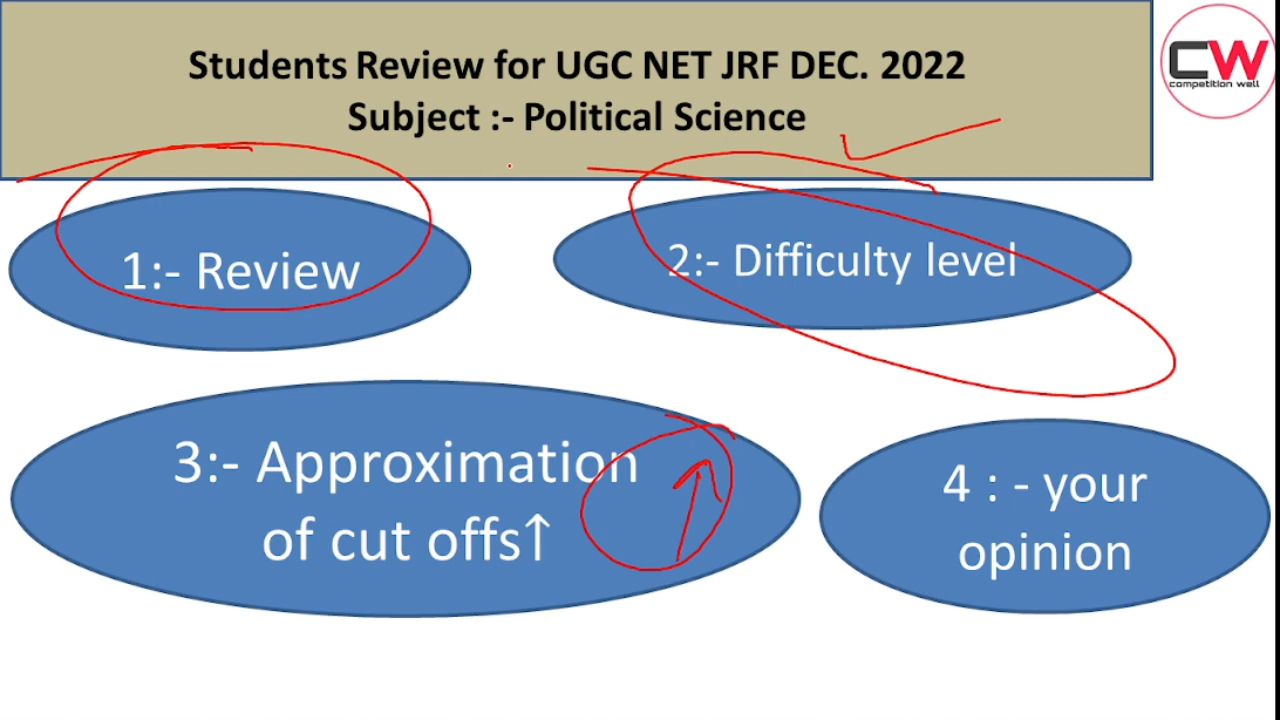 Students Review for UGC NET JRF DEC. 2022
Subject :- Political Science
CW
competition well
1:- Review
2:- Difficulty level
3:- Approximation
of cut offs↑
4 : - your
opinion